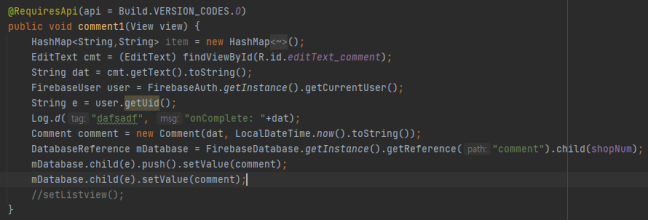 @RequiresApi(api = Build.VERSION_CODES.O)
public void comment1(View view) {
HashMap<String,String> item = new HashMap<~>();
EditText cmt = (EditText) findViewById(R.id.editText_comment);
String dat = cmt.getText().toString();
FirebaseUser user = FirebaseAuth.getInstance().getCurrentUser();
String e = user.getUid();
Log.d( tag: "dafsadf", msg: "onComplete: "+dat);
Comment comment = new Comment(dat, LocalDateTime.now().toString());
DatabaseReference mDatabase = FirebaseDatabase.getInstance().getReference( path: "comment").child(shopNum);
mDatabase.child(e).push().setValue(comment);
mDatabase.child(e).setValue(comment);
//setListview();
}